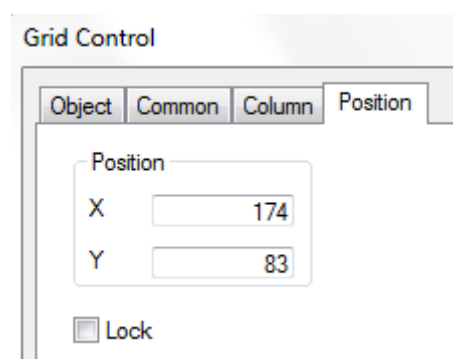 Grid Control
Object Common Column Position
Position
X 174
Y 83
Lock